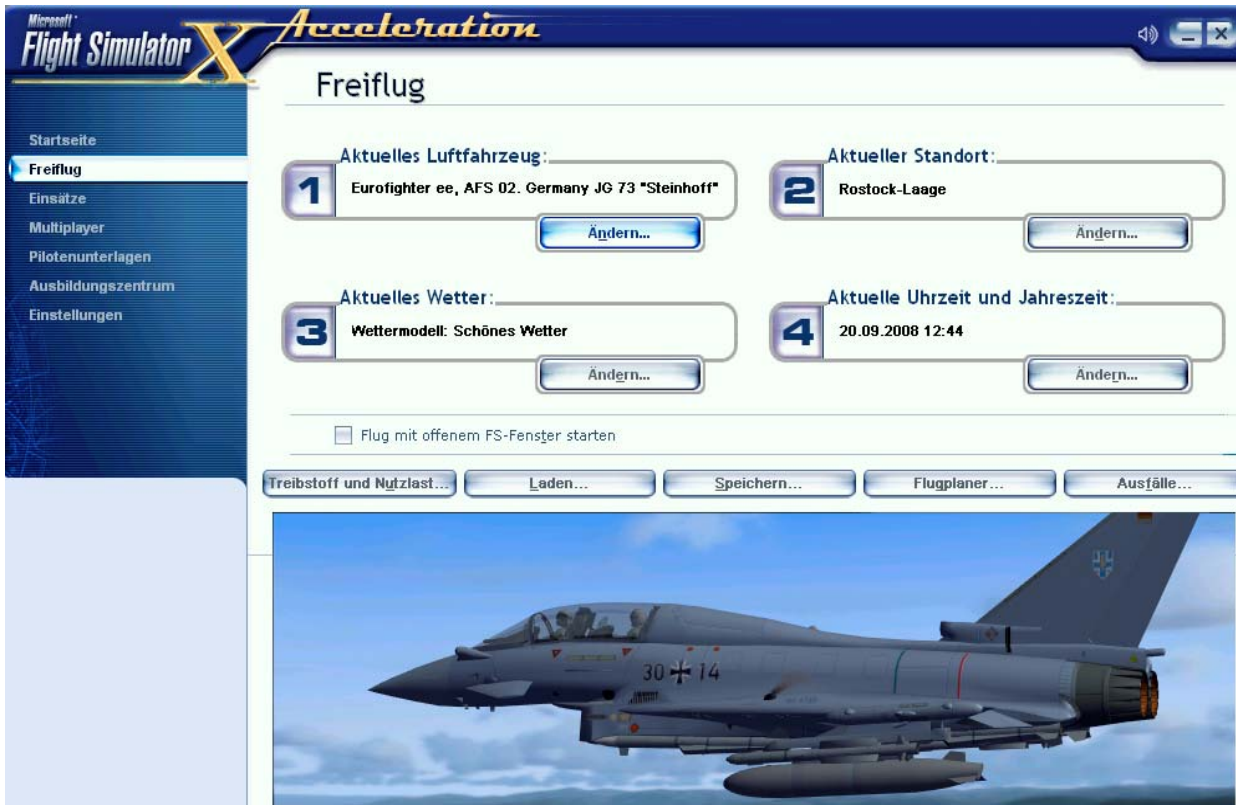 Microsoft
Flight Simulator X
Acceleration
Freiflug
Startseite
Freiflug
Einsätze
Multiplayer
Pilotenunterlagen
Ausbildungszentrum
Einstellungen
1
Aktuelles Luftfahrzeug:
Eurofighter ee, AFS 02. Germany JG 73 "Steinhoff"
Ändern...
2
Aktueller Standort:
Rostock-Laage
Ändern...
3
Aktuelles Wetter:
Wettermodell: Schönes Wetter
Ändern...
4
Aktuelle Uhrzeit und Jahreszeit:
20.09.2008 12:44
Ändern...
Flug mit offenem FS-Fenster starten
Treibstoff und Nutzlast...
Laden...
Speichern...
Flugplaner...
Ausfälle...
30 14